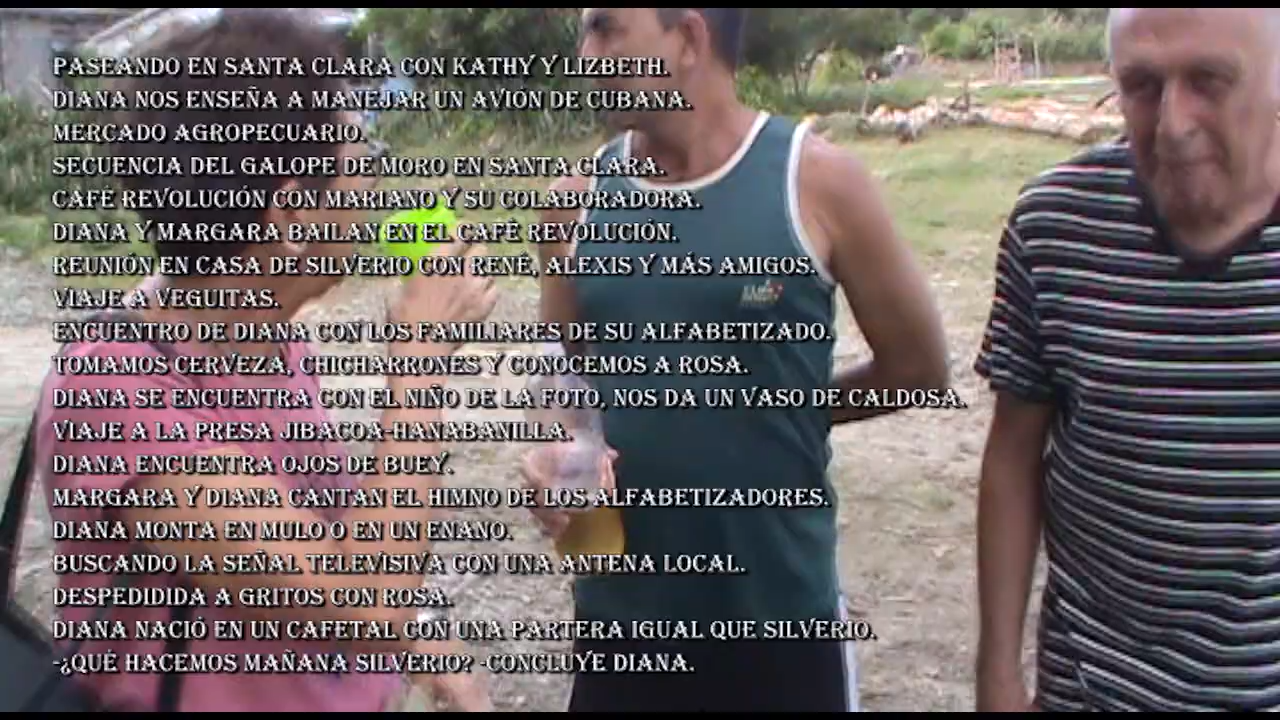 PASEANDO EN SANTA CLARA CON KATHY Y LIZBETH.
DIANA NOS ENSEÑA A MANEJAR UN AVIÓN DE CUBANA.
MERCADO AGROPECUARIO.
SECUENCIA DEL GALOPE DE MORO EN SANTA CLARA.
CAFÉ REVOLUCIÓN CON MARIANO Y SU COLABORADORA.
DIANA Y MARGARA BAILAN EN EL CAFÉ REVOLUCIÓN.
REUNIÓN EN CASA DE SILVERIO CON RENÉ, ALEXIS Y MÁS AMIGOS.
VIAJE A VEGUITAS.
ENCUENTRO DE DIANA CON LOS FAMILIARES DE SU ALFABETIZADO.
TOMAMOS CERVEZA, CHICHARRONES Y CONOCEMOS A ROSA.
DIANA SE ENCUENTRA CON EL NIÑO DE LA FOTO, NOS DA UN VASO DE CALDOSA.
VIAJE A LA PRESA JIBACOA-HANABANILLA.
DIANA ENCUENTRA OJOS DE BUEY.
MARGARA Y DIANA CANTAN EL HIMNO DE LOS ALFABETIZADORES.
DIANA MONTA EN MULO O EN UN ENANO.
BUSCANDO LA SEÑAL TELEVISIVA CON UNA ANTENA LOCAL.
DESPEDIDIDA A GRITOS CON ROSA.
DIANA NACIÓ EN UN CAFETAL CON UNA PARTERA IGUAL QUE SILVERIO.
-¿QUÉ HACEMOS MAÑANA SILVERIO? -CONCLUYE DIANA.